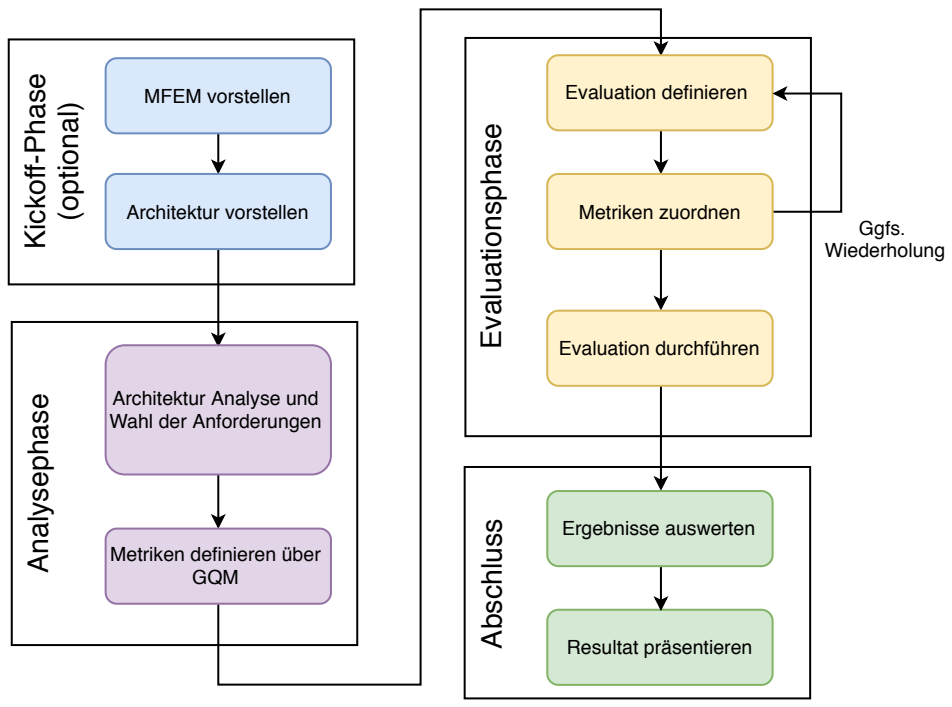 Kickoff-Phase
(optional)
MFEM vorstellen
Architektur vorstellen
Analysephase
Architektur Analyse und
Wahl der Anforderungen
Metriken definieren über
GQM
Evaluationsphase
Evaluation definieren
Metriken zuordnen
Ggfs.
Wiederholung
Evaluation durchführen
Abschluss
Ergebnisse auswerten
Resultat präsentieren